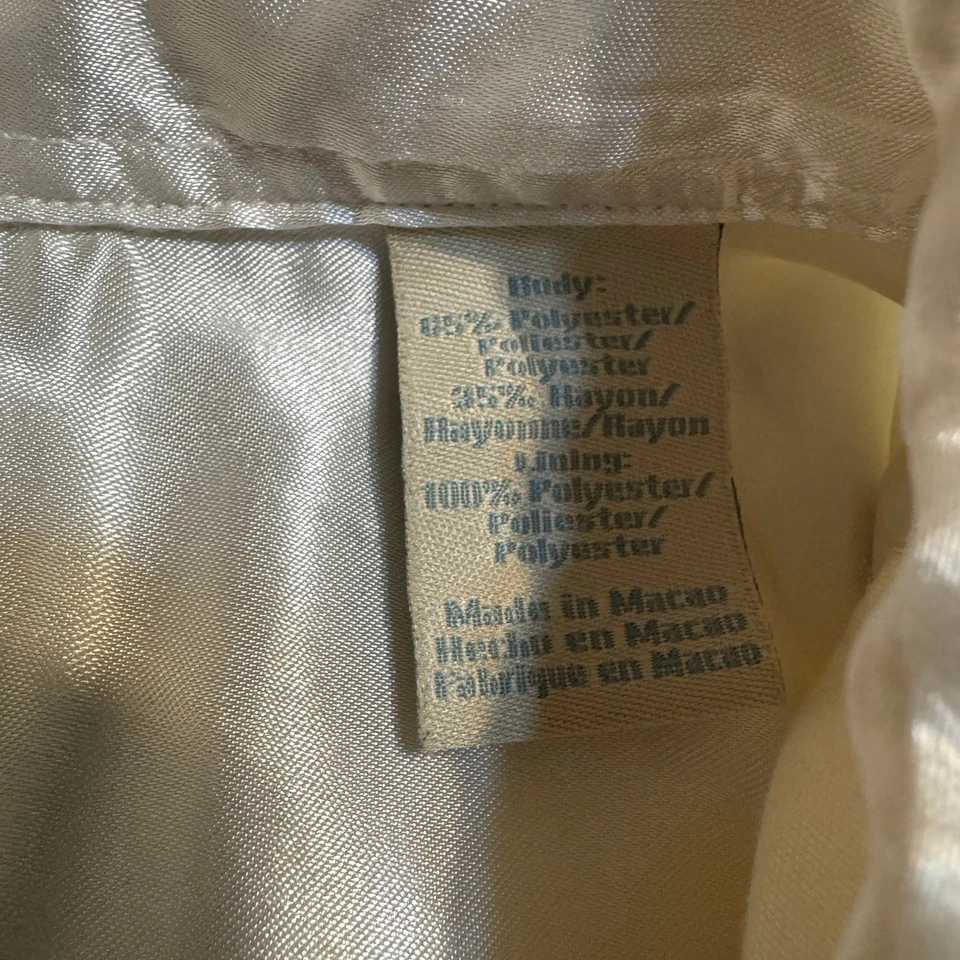 Body:
65% Polyester/
Poliester/
Polyester
35% Rayon/
Rayonne/Rayon
Lining:
100% Polyester/
Poliester/
Polyester
Made in Macao
Hecho en Macao
Fabrique en Macao